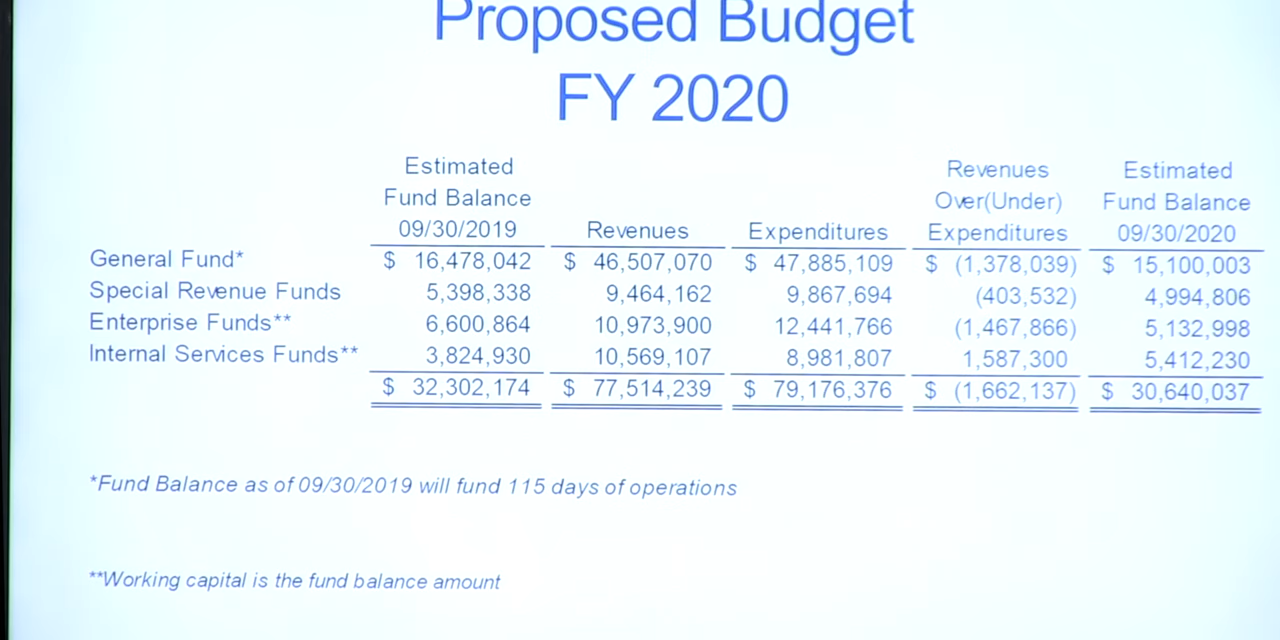 Proposed Budget
FY 2020
Estimated Fund Balance 09/30/2019 Revenues Expenditures Revenues Over(Under) Expenditures Estimated Fund Balance 09/30/2020
General Fund* $ 16,478,042 $ 46,507,070 $ 47,885,109 $ (1,378,039) $ 15,100,003
Special Revenue Funds 5,398,338 9,464,162 9,867,694 (403,532) 4,994,806
Enterprise Funds** 6,600,864 10,973,900 12,441,766 (1,467,866) 5,132,998
Internal Services Funds** 3,824,930 10,569,107 8,981,807 1,587,300 5,412,230
$ 32,302,174 $ 77,514,239 $ 79,176,376 $ (1,662,137) $ 30,640,037
*Fund Balance as of 09/30/2019 will fund 115 days of operations
**Working capital is the fund balance amount